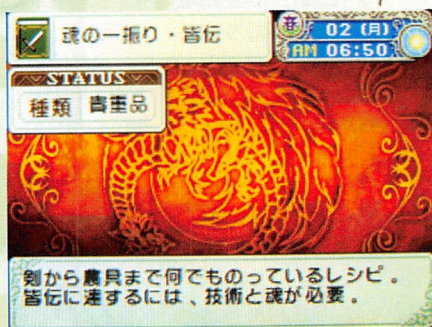 魂の一振り・皆伝
春 02 (月)
AM 06:50
STATUS
種類 貴重品
剣から農具まで何でものっているレシピ。
皆伝に達するには、技術と魂が必要。